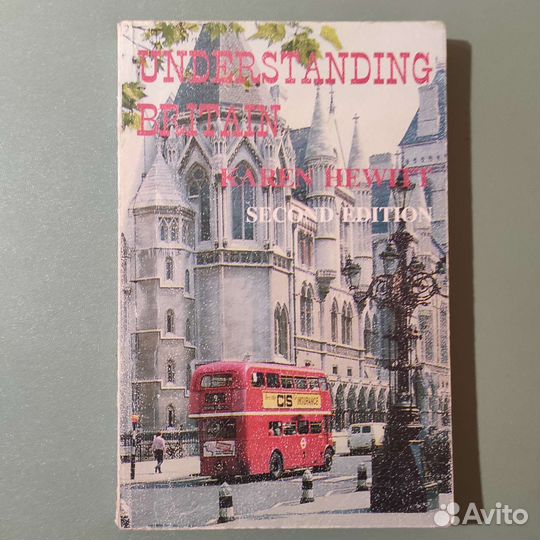 UNDERSTANDING
BRITAIN
KAREN HEWITT
SECOND EDITION
CIS
INSURANCE
Avito